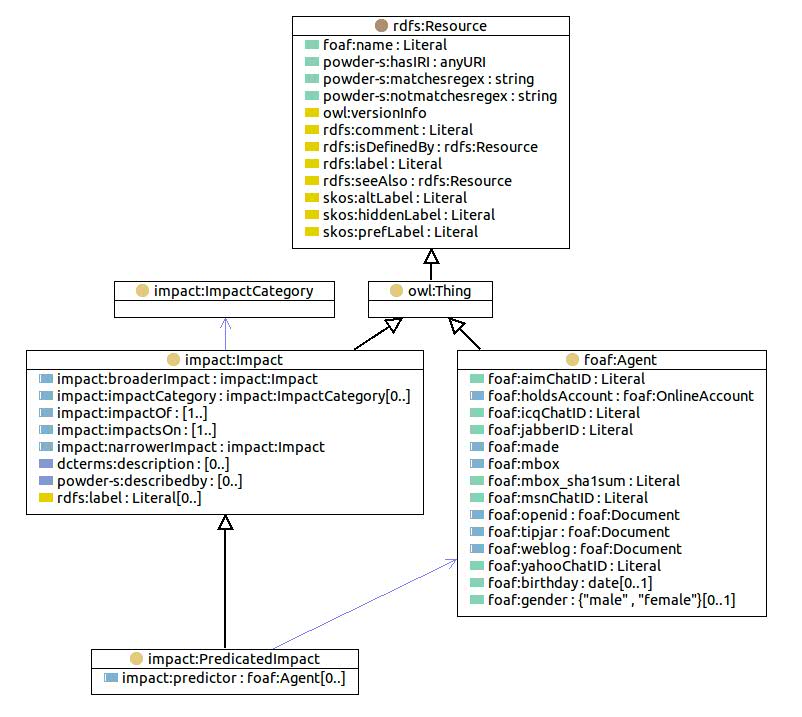 rdfs:Resource
foaf:name : Literal
powder-s:hasIRI : anyURI
powder-s:matchesregex : string
powder-s:notmatchesregex : string
owl:versionInfo
rdfs:comment : Literal
rdfs:isDefinedBy : rdfs:Resource
rdfs:label : Literal
rdfs:seeAlso : rdfs:Resource
skos:altLabel : Literal
skos:hiddenLabel : Literal
skos:prefLabel : Literal
impact:ImpactCategory
owl:Thing
impact:Impact
impact:broaderImpact : impact:Impact
impact:impactCategory : impact:ImpactCategory[0..]
impact:impactOf : [1..]
impact:impactsOn : [1..]
impact:narrowerImpact : impact:Impact
dcterms:description : [0..]
powder-s:describedby : [0..]
rdfs:label : Literal[0..]
foaf:Agent
foaf:aimChatID : Literal
foaf:holdsAccount : foaf:OnlineAccount
foaf:icqChatID : Literal
foaf:jabberID : Literal
foaf:made
foaf:mbox
foaf:mbox_sha1sum : Literal
foaf:msnChatID : Literal
foaf:openid : foaf:Document
foaf:tipjar : foaf:Document
foaf:weblog : foaf:Document
foaf:yahooChatID : Literal
foaf:birthday : date[0..1]
foaf:gender : {"male" , "female"}[0..1]
impact:PredicatedImpact
impact:predictor : foaf:Agent[0..]